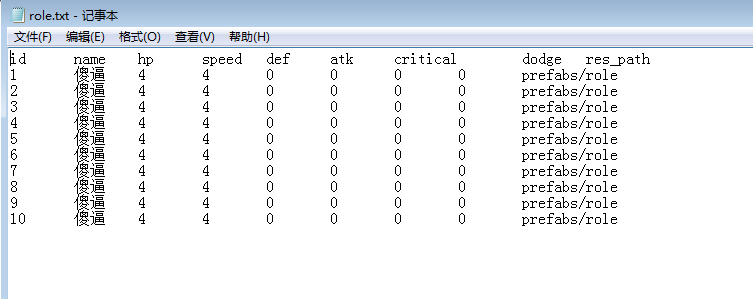 role.txt - 记事本
文件(F) 编辑(E) 格式(O) 查看(V) 帮助(H)
id name hp speed def atk critical dodge res_path
1 傻逼 4 4 0 0 0 0 prefabs/role
2 傻逼 4 4 0 0 0 0 prefabs/role
3 傻逼 4 4 0 0 0 0 prefabs/role
4 傻逼 4 4 0 0 0 0 prefabs/role
5 傻逼 4 4 0 0 0 0 prefabs/role
6 傻逼 4 4 0 0 0 0 prefabs/role
7 傻逼 4 4 0 0 0 0 prefabs/role
8 傻逼 4 4 0 0 0 0 prefabs/role
9 傻逼 4 4 0 0 0 0 prefabs/role
10 傻逼 4 4 0 0 0 0 prefabs/role